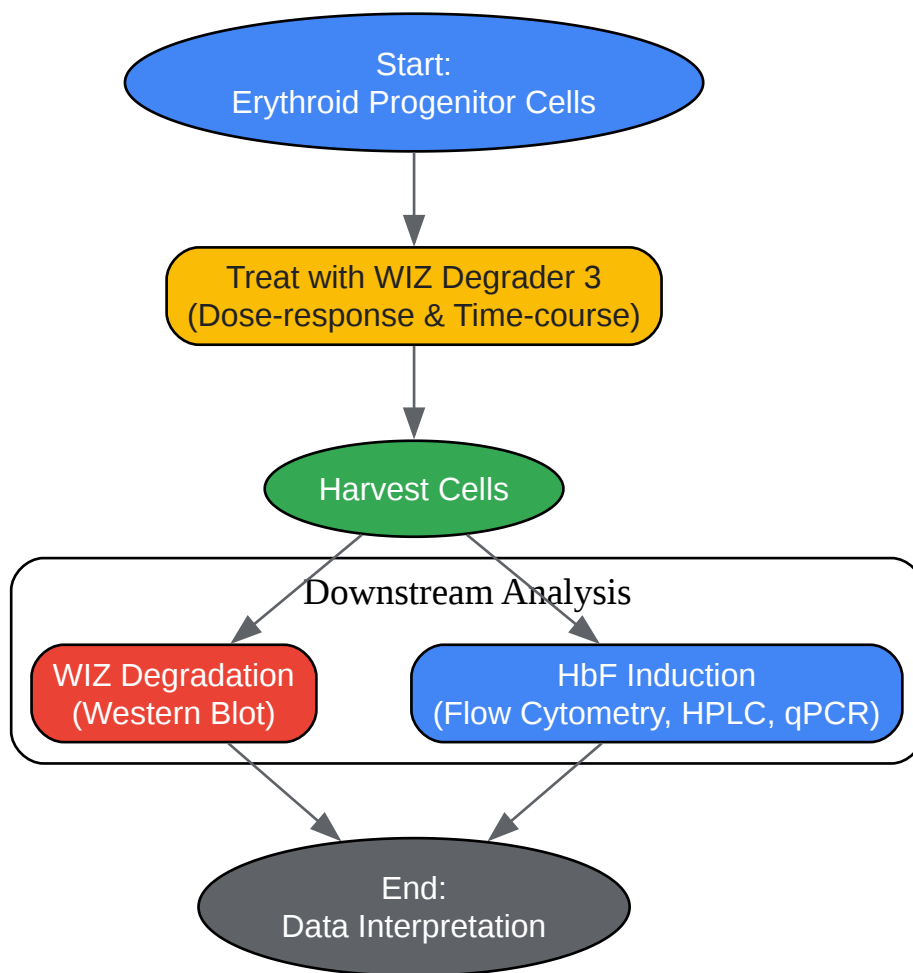 Start:
Erythroid Progenitor Cells
Treat with WIZ Degrader 3
(Dose-response & Time-course)
Harvest Cells
Downstream Analysis
WIZ Degradation
(Western Blot)
HbF Induction
(Flow Cytometry, HPLC, qPCR)
End:
Data Interpretation